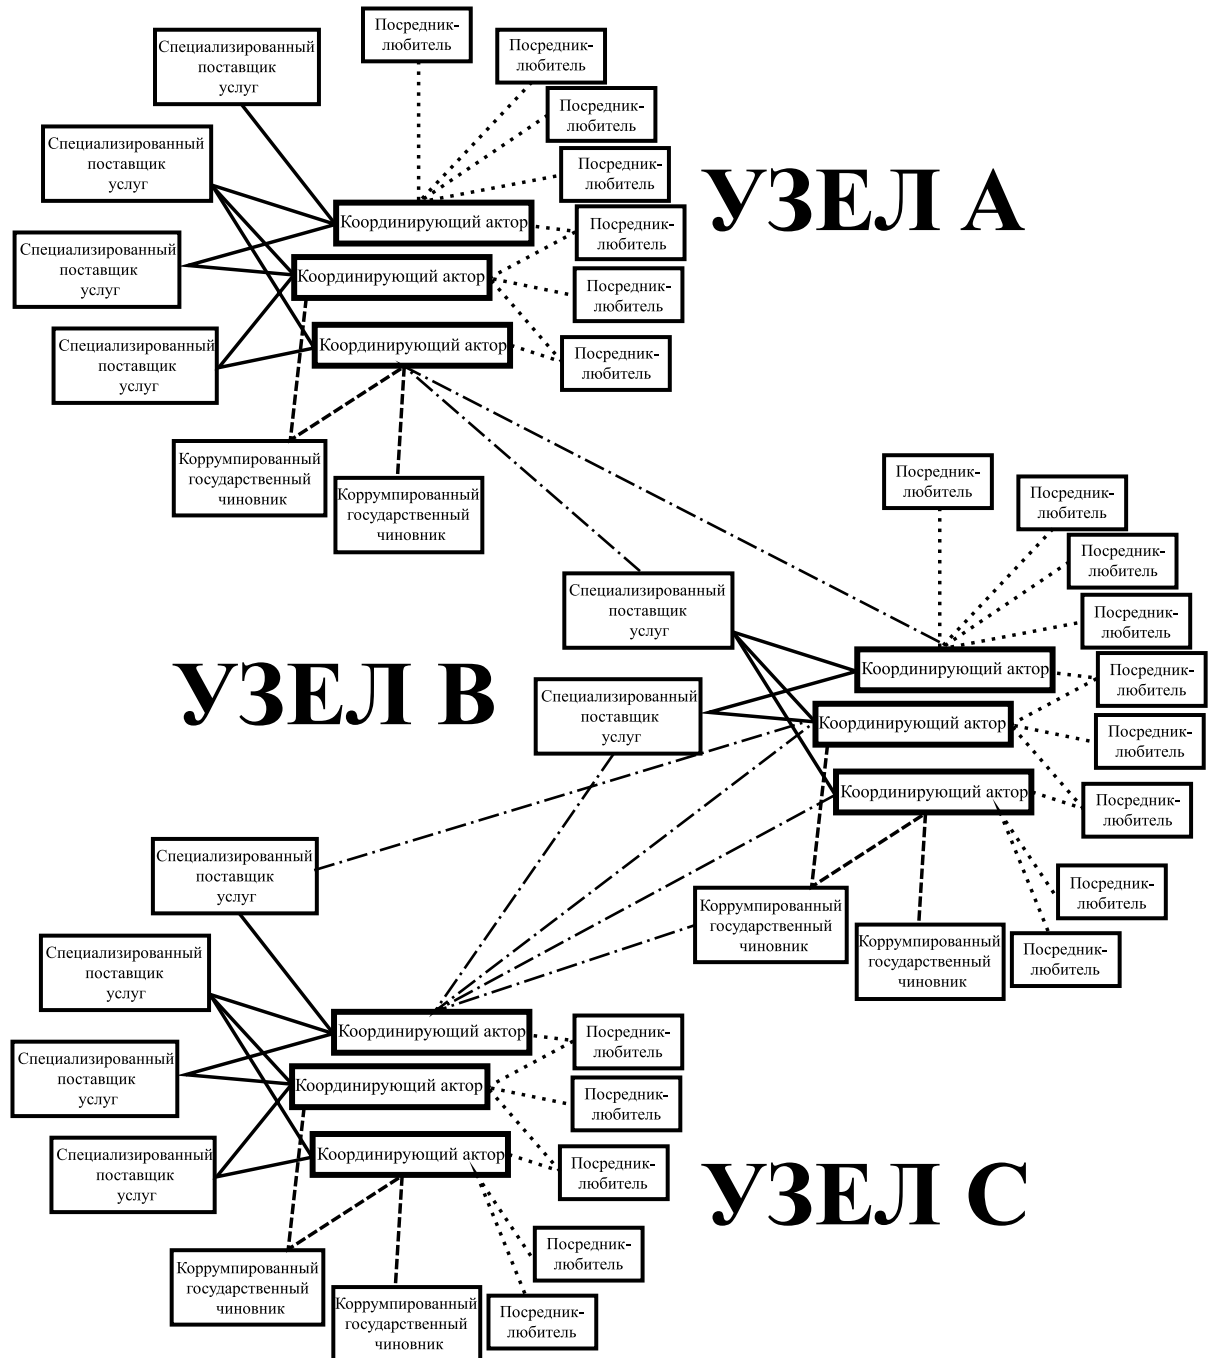 Посредник-
любитель
Специализированный
поставщик
услуг
Посредник-
любитель
Посредник-
любитель
Специализированный
поставщик
услуг
Посредник-
любитель
УЗЕЛ А
Координирующий актор
Посредник-
любитель
Специализированный
поставщик
услуг
Координирующий актор
Посредник-
любитель
Специализированный
поставщик
услуг
Координирующий актор
Посредник-
любитель
Коррумпированный
государственный
чиновник
Коррумпированный
государственный
чиновник
Посредник-
любитель
Посредник-
любитель
Посредник-
любитель
Специализированный
поставщик
услуг
Посредник-
любитель
УЗЕЛ В
Координирующий актор
Посредник-
любитель
Специализированный
поставщик
услуг
Координирующий актор
Посредник-
любитель
Координирующий актор
Посредник-
любитель
Специализированный
поставщик
услуг
Посредник-
любитель
Коррумпированный
государственный
чиновник
Коррумпированный
государственный
чиновник
Посредник-
любитель
Специализированный
поставщик
услуг
Координирующий актор
Посредник-
любитель
Специализированный
поставщик
услуг
Координирующий актор
Посредник-
любитель
Специализированный
поставщик
услуг
Координирующий актор
Посредник-
любитель
УЗЕЛ С
Посредник-
любитель
Коррумпированный
государственный
чиновник
Коррумпированный
государственный
чиновник
Посредник-
любитель